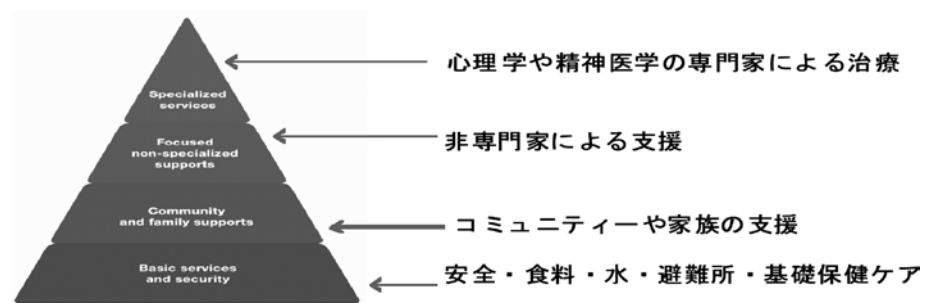 Specialized
services
心理学や精神医学の専門家による治療
Focused
non-specialized
supports
非専門家による支援
Community
and family supports
コミュニティーや家族の支援
Basic services
and security
安全・食料・水・避難所・基礎保健ケア